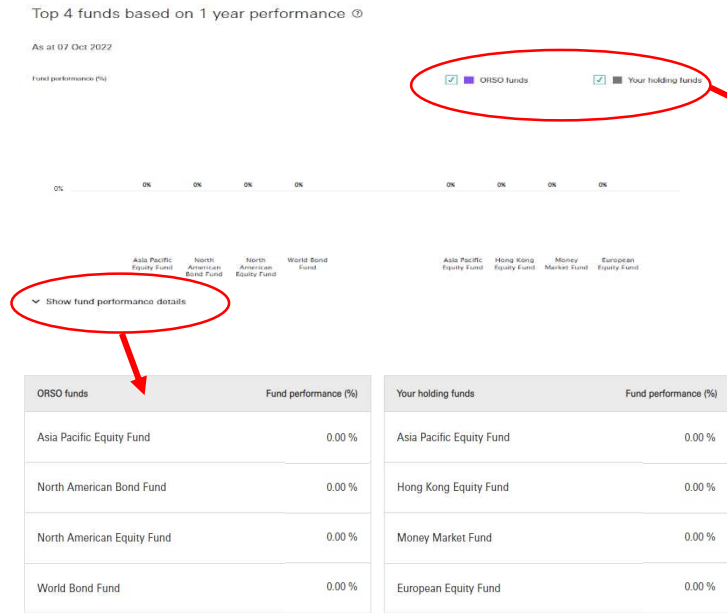 Top 4 funds based on 1 year performance ?
As at 07 Oct 2022
Fund performance (%)
ORSO funds
Your holding funds
0%
0% 0% 0% 0%
0% 0% 0% 0%
Asia Pacific Equity Fund
North American Bond Fund
North American Equity Fund
World Bond Fund
Asia Pacific Equity Fund
Hong Kong Equity Fund
Money Market Fund
European Equity Fund
Show fund performance details
ORSO funds Fund performance (%)
Asia Pacific Equity Fund 0.00 %
North American Bond Fund 0.00 %
North American Equity Fund 0.00 %
World Bond Fund 0.00 %
Your holding funds Fund performance (%)
Asia Pacific Equity Fund 0.00 %
Hong Kong Equity Fund 0.00 %
Money Market Fund 0.00 %
European Equity Fund 0.00 %